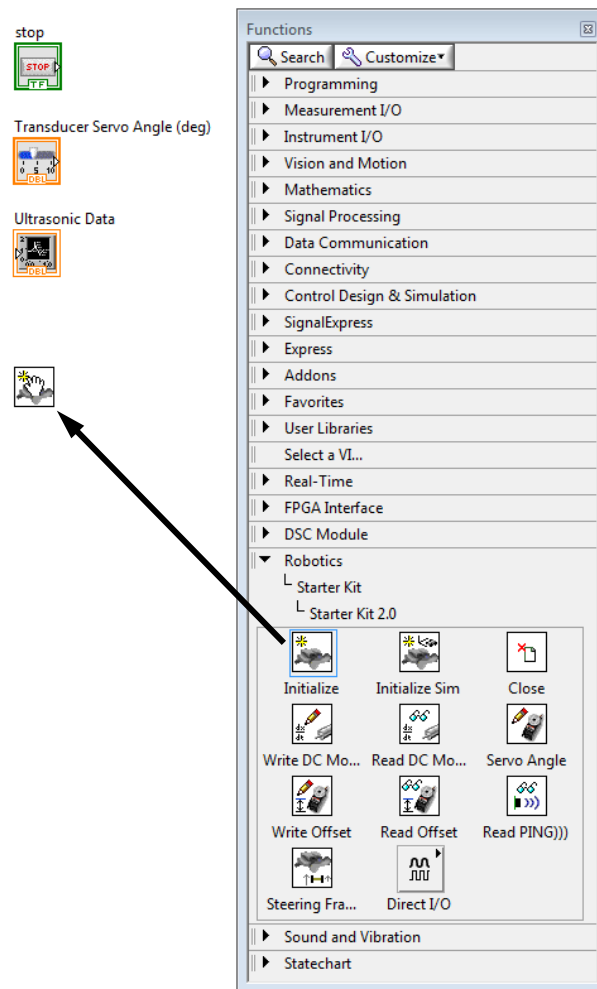 stop
STOP
TF
Transducer Servo Angle (deg)
0 5 10
DBL
Ultrasonic Data
DBL
Functions
Search Customize
Programming
Measurement I/O
Instrument I/O
Vision and Motion
Mathematics
Signal Processing
Data Communication
Connectivity
Control Design & Simulation
SignalExpress
Express
Addons
Favorites
User Libraries
Select a VI...
Real-Time
FPGA Interface
DSC Module
Robotics
Starter Kit
Starter Kit 2.0
Initialize Initialize Sim Close
dx/dt dx/dt
Write DC Mo... Read DC Mo... Servo Angle
Write Offset Read Offset Read PING)))
Steering Fra... Direct I/O
Sound and Vibration
Statechart